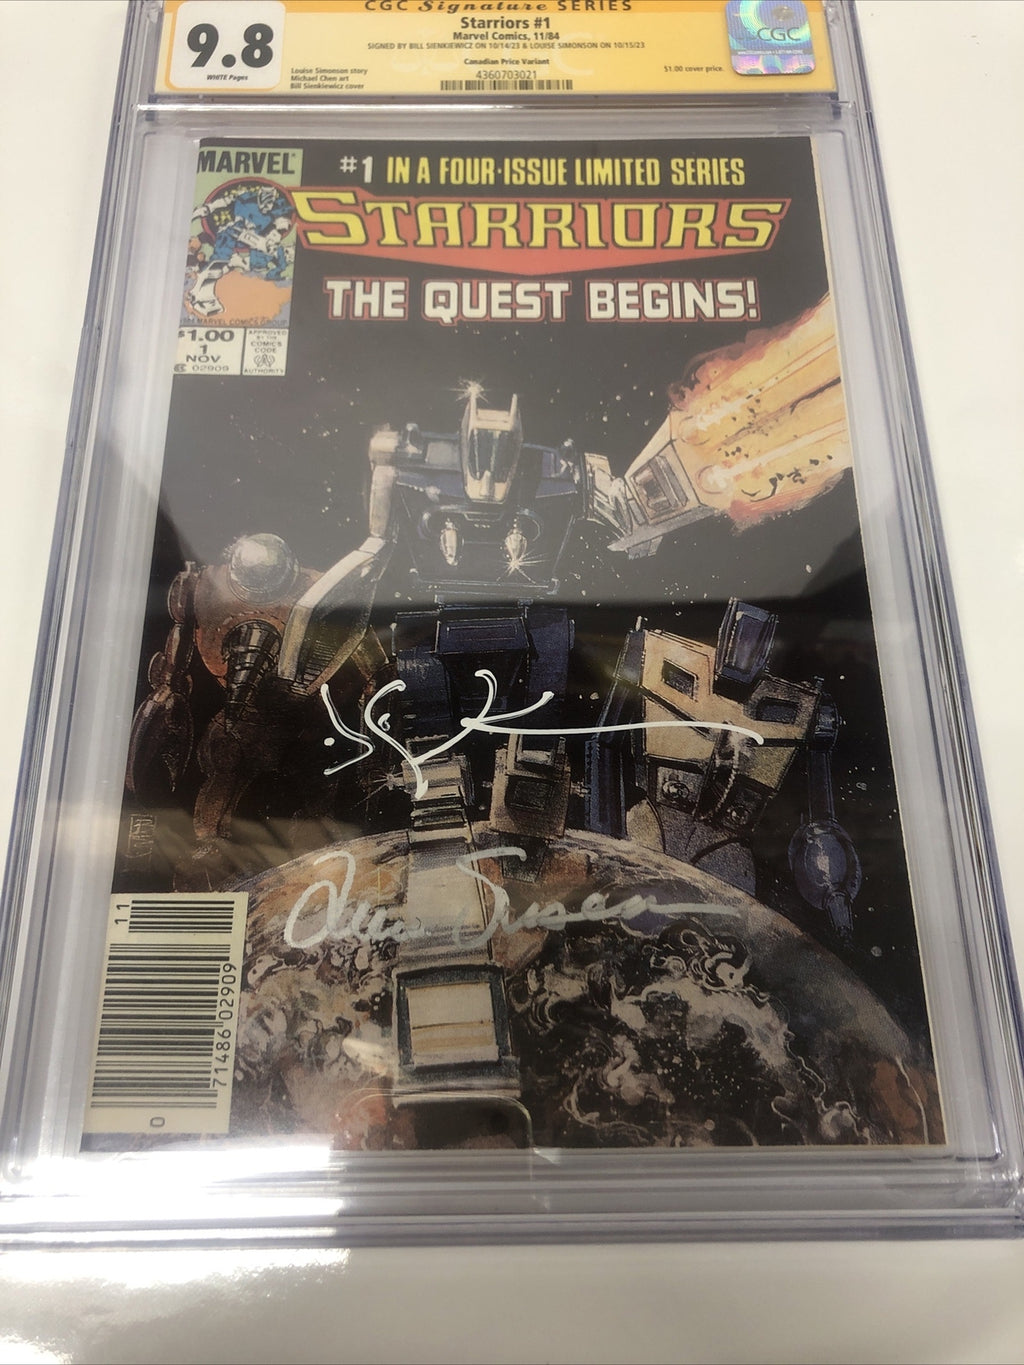 CGC Signature SERIES
9.8
WHITE Pages
Starriors #1
Marvel Comics, 11/84
SIGNED BY BILL SIENKIEWICZ ON 10/14/23 & LOUISE SIMONSON ON 10/15/23
Canadian Price Variant
4360703021
Louise Simonson story
Michael Chen art
Bill Sienkiewicz cover
$1.00 cover price.
CGC
MARVEL
#1 IN A FOUR-ISSUE LIMITED SERIES
STARRIORS
THE QUEST BEGINS!
MARVEL COMICS GROUP
$1.00
1
NOV
02909
APPROVED
BY THE
COMICS
CODE
AUTHORITY
11
71486 02909
0